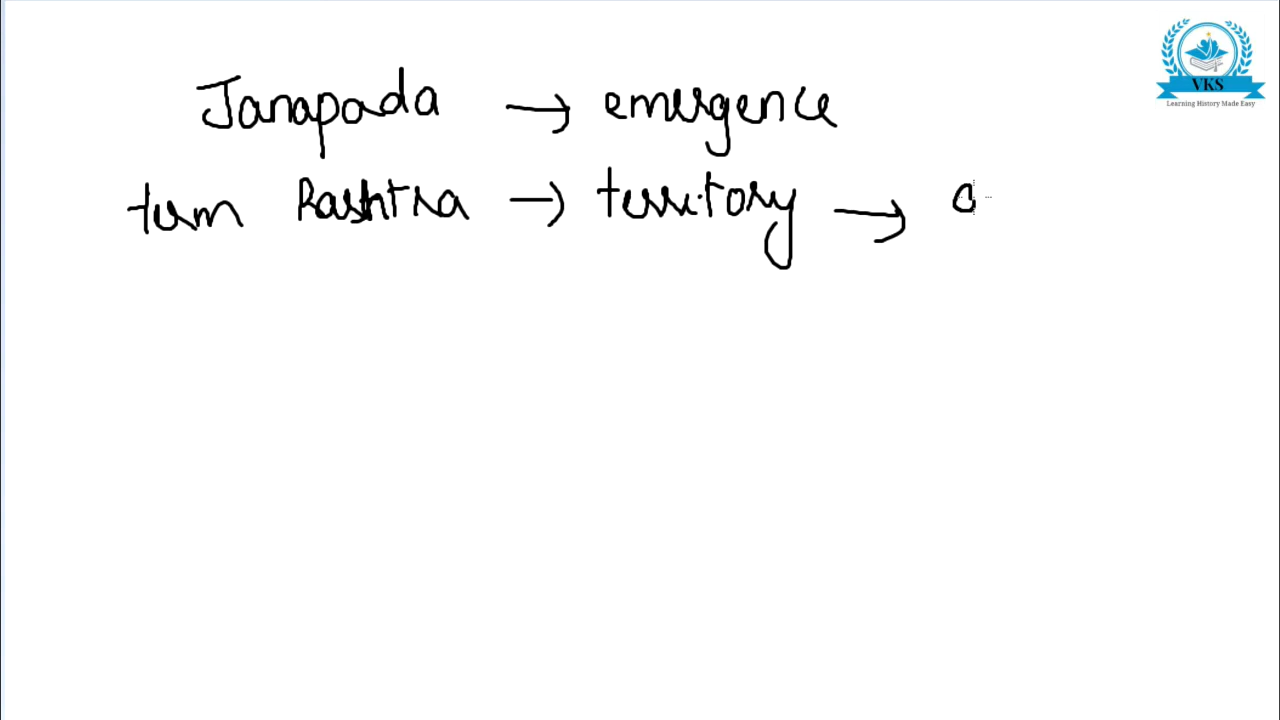 VKS
Learning History Made Easy
Janapada → emergence
term Rashtra → territory → a